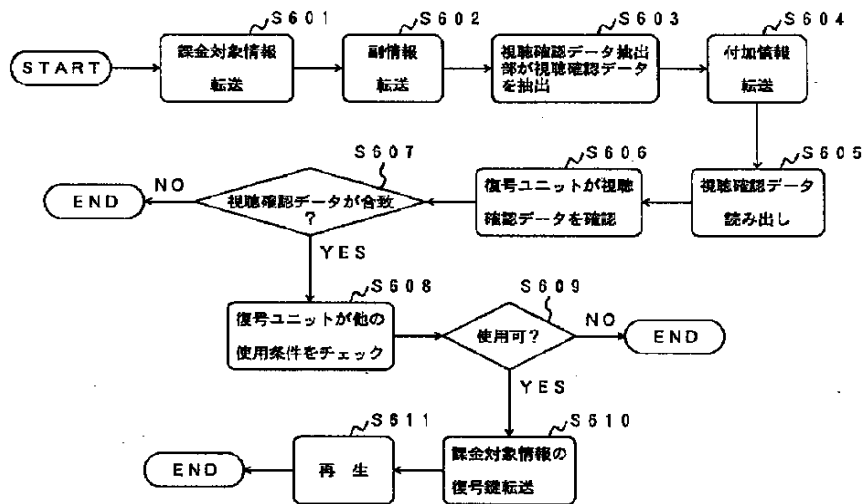 START
S601
課金対象情報
転送
S602
副情報
転送
S603
視聴確認データ抽出
部が視聴確認データ
を抽出
S604
付加情報
転送
S605
視聴確認データ
読み出し
S606
復号ユニットが視聴
確認データを確認
S607
視聴確認データが合致
?
NO
END
YES
S608
復号ユニットが他の
使用条件をチェック
S609
使用可?
NO
END
YES
S610
課金対象情報の
復号鍵転送
S611
再 生
END